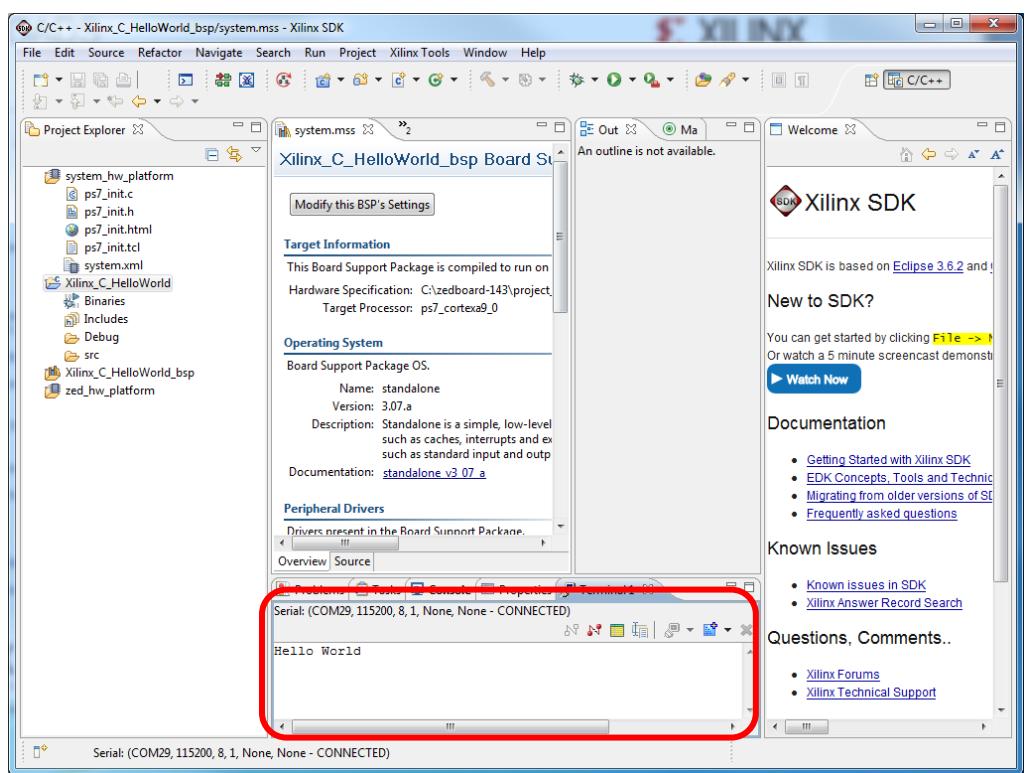 C/C++ - Xilinx_C_HelloWorld_bsp/system.mss - Xilinx SDK
XILINX
File Edit Source Refactor Navigate Search Run Project Xilinx Tools Window Help
C/C++
Project Explorer
system_hw_platform
ps7_init.c
ps7_init.h
ps7_init.html
ps7_init.tcl
system.xml
Xilinx_C_HelloWorld
Binaries
Includes
Debug
src
Xilinx_C_HelloWorld_bsp
zed_hw_platform
system.mss
»2
Xilinx_C_HelloWorld_bsp Board Su
Modify this BSP's Settings
Target Information
This Board Support Package is compiled to run on
Hardware Specification: C:\zedboard-143\project_
Target Processor: ps7_cortexa9_0
Operating System
Board Support Package OS.
Name: standalone
Version: 3.07.a
Description: Standalone is a simple, low-level
such as caches, interrupts and ex
such as standard input and outp
Documentation: standalone_v3_07_a
Peripheral Drivers
Drivers present in the Board Support Package.
Overview Source
Out Ma
An outline is not available.
Welcome
SDK Xilinx SDK
Xilinx SDK is based on Eclipse 3.6.2 and
New to SDK?
You can get started by clicking File -> N
Or watch a 5 minute screencast demonst
Watch Now
Documentation
Getting Started with Xilinx SDK
EDK Concepts, Tools and Technic
Migrating from older versions of SD
Frequently asked questions
Known Issues
Known issues in SDK
Xilinx Answer Record Search
Questions, Comments..
Xilinx Forums
Xilinx Technical Support
Problems Tasks Console Properties Terminal 1
Serial: (COM29, 115200, 8, 1, None, None - CONNECTED)
Hello World
Serial: (COM29, 115200, 8, 1, None, None - CONNECTED)